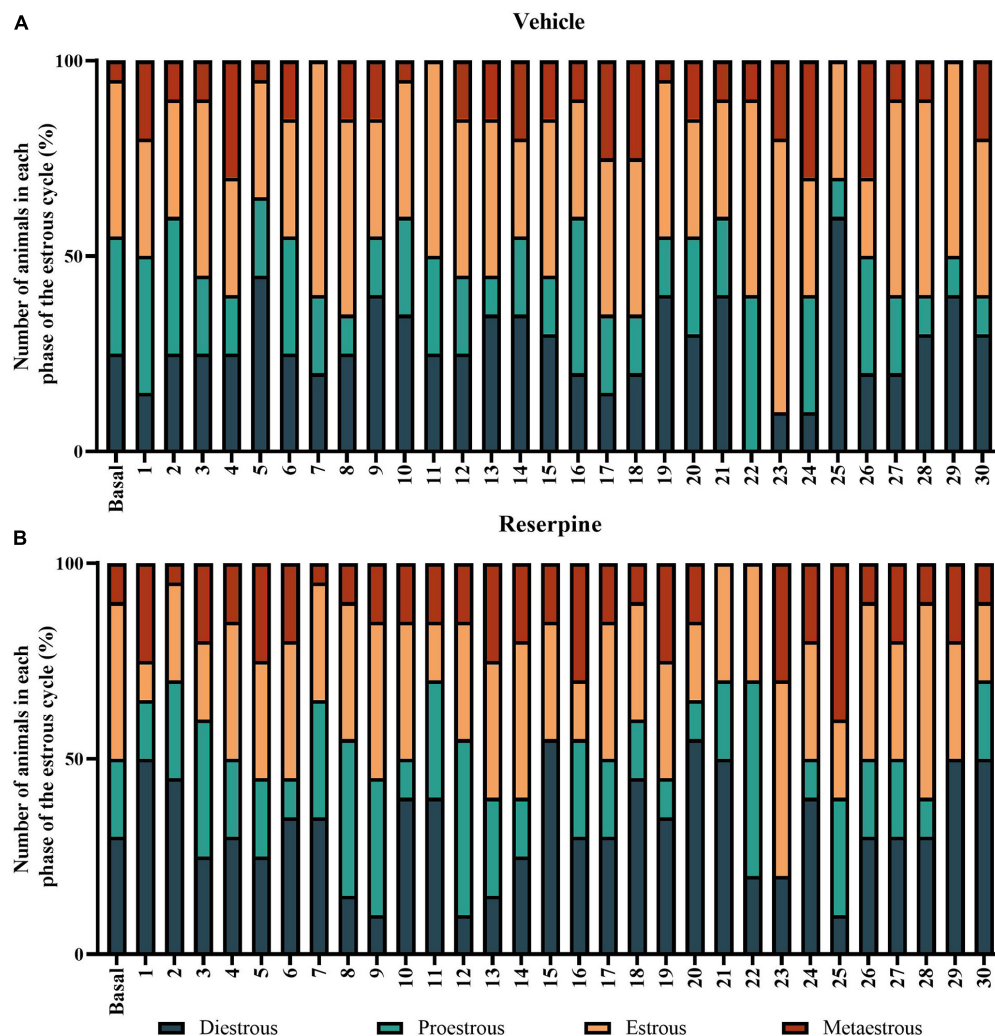 A
Vehicle
Number of animals in each
phase of the estrous cycle (%)
100
50
0
Basal 1 2 3 4 5 6 7 8 9 10 11 12 13 14 15 16 17 18 19 20 21 22 23 24 25 26 27 28 29 30
B
Reserpine
Number of animals in each
phase of the estrous cycle (%)
100
50
0
Basal 1 2 3 4 5 6 7 8 9 10 11 12 13 14 15 16 17 18 19 20 21 22 23 24 25 26 27 28 29 30
Diestrous Proestrous Estrous Metaestrous